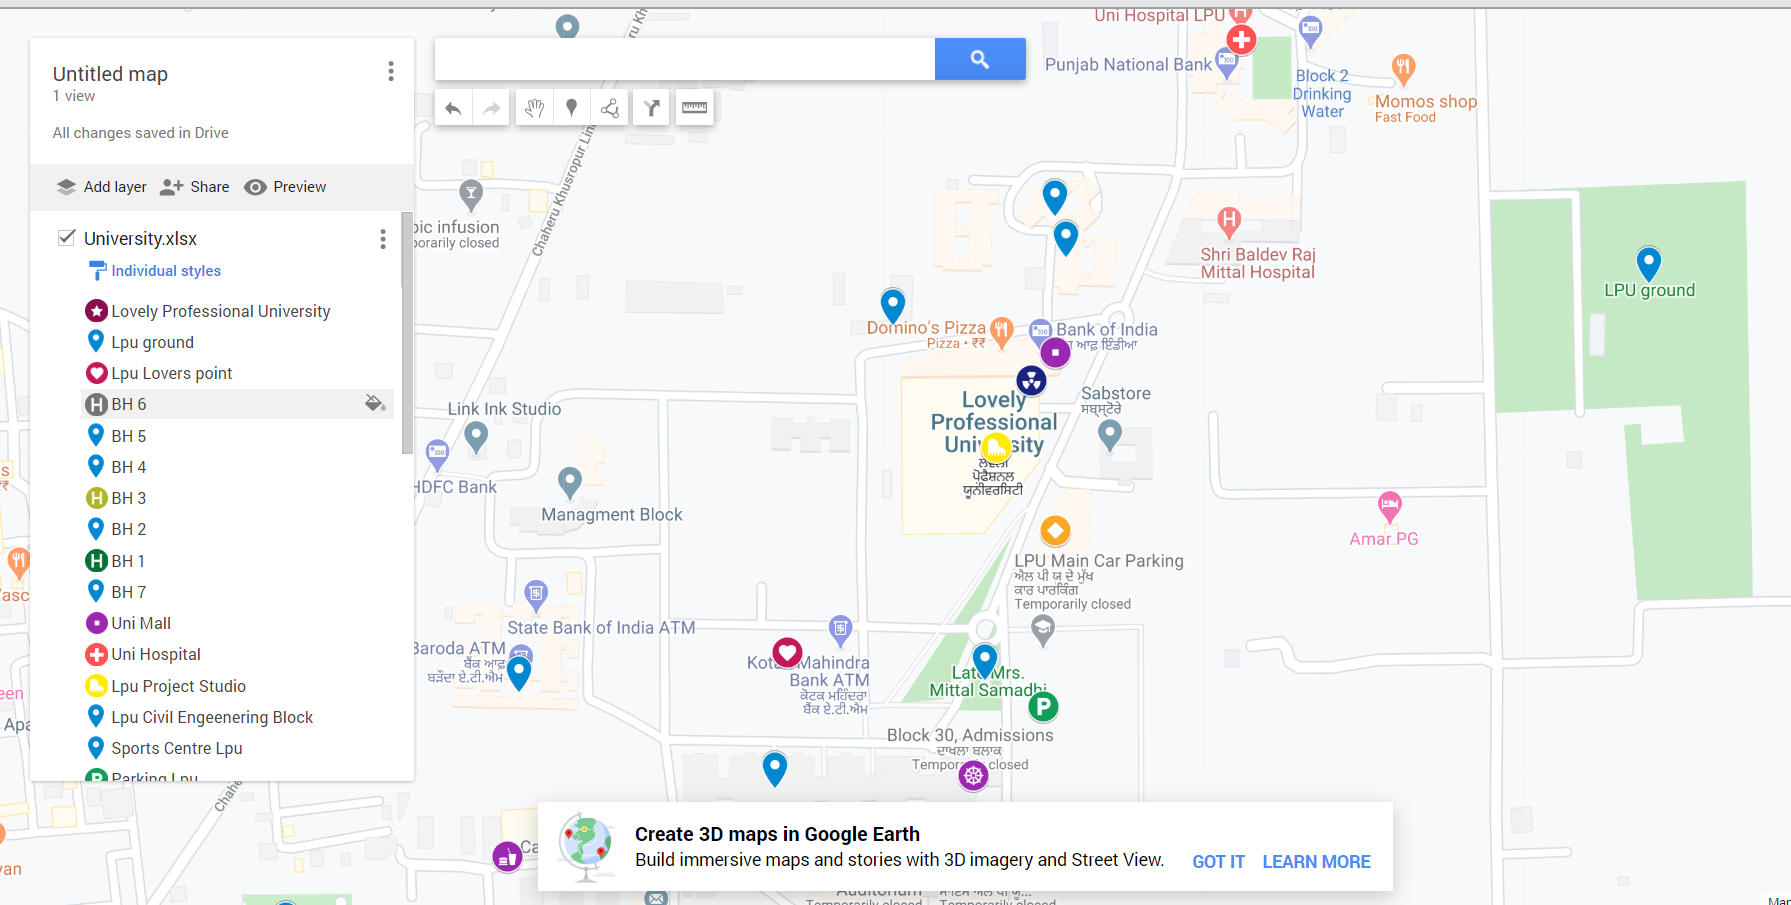 Untitled map
1 view
All changes saved in Drive
Add layer
Share
Preview
University.xlsx
Individual styles
Lovely Professional University
Lpu ground
Lpu Lovers point
BH 6
BH 5
BH 4
BH 3
BH 2
BH 1
BH 7
Uni Mall
Uni Hospital
Lpu Project Studio
Lpu Civil Engeenering Block
Sports Centre Lpu
Parking Lpu
Chaheru Khusropur Lin
Uni Hospital LPU
Punjab National Bank
Block 2
Drinking
Water
Momos shop
Fast Food
pic infusion
porarily closed
Shri Baldev Raj
Mittal Hospital
LPU ground
Domino's Pizza
Pizza • ₹₹
Bank of India
ਆਫ਼ ਇੰਡੀਆ
Link Ink Studio
Sabstore
ਸਬਸਟੋਰੇ
Lovely
Professional
University
ਪ੍ਰੋਫੈਸ਼ਨਲ
ਯੂਨੀਵਰਸਿਟੀ
HDFC Bank
Managment Block
Amar PG
LPU Main Car Parking
ਐਲ ਪੀ ਯੂ ਦੇ ਮੁੱਖ
ਕਾਰ ਪਾਰਕਿੰਗ
Temporarily closed
State Bank of India ATM
Baroda ATM
ਬੈਂਕ ਆਫ਼
ਬੜੌਦਾ ਏ.ਟੀ.ਐਮ
Kotak Mahindra
Bank ATM
ਕੋਟਕ ਮਹਿੰਦਰਾ
ਬੈਂਕ ਏ.ਟੀ.ਐਮ
Late Mrs.
Mittal Samadhi
P
Block 30, Admissions
ਦਾਖਲਾ ਬਲਾਕ
Temporarily closed
Create 3D maps in Google Earth
Build immersive maps and stories with 3D imagery and Street View.
GOT IT
LEARN MORE
Auditorium
Temporarily closed
Temporarily closed